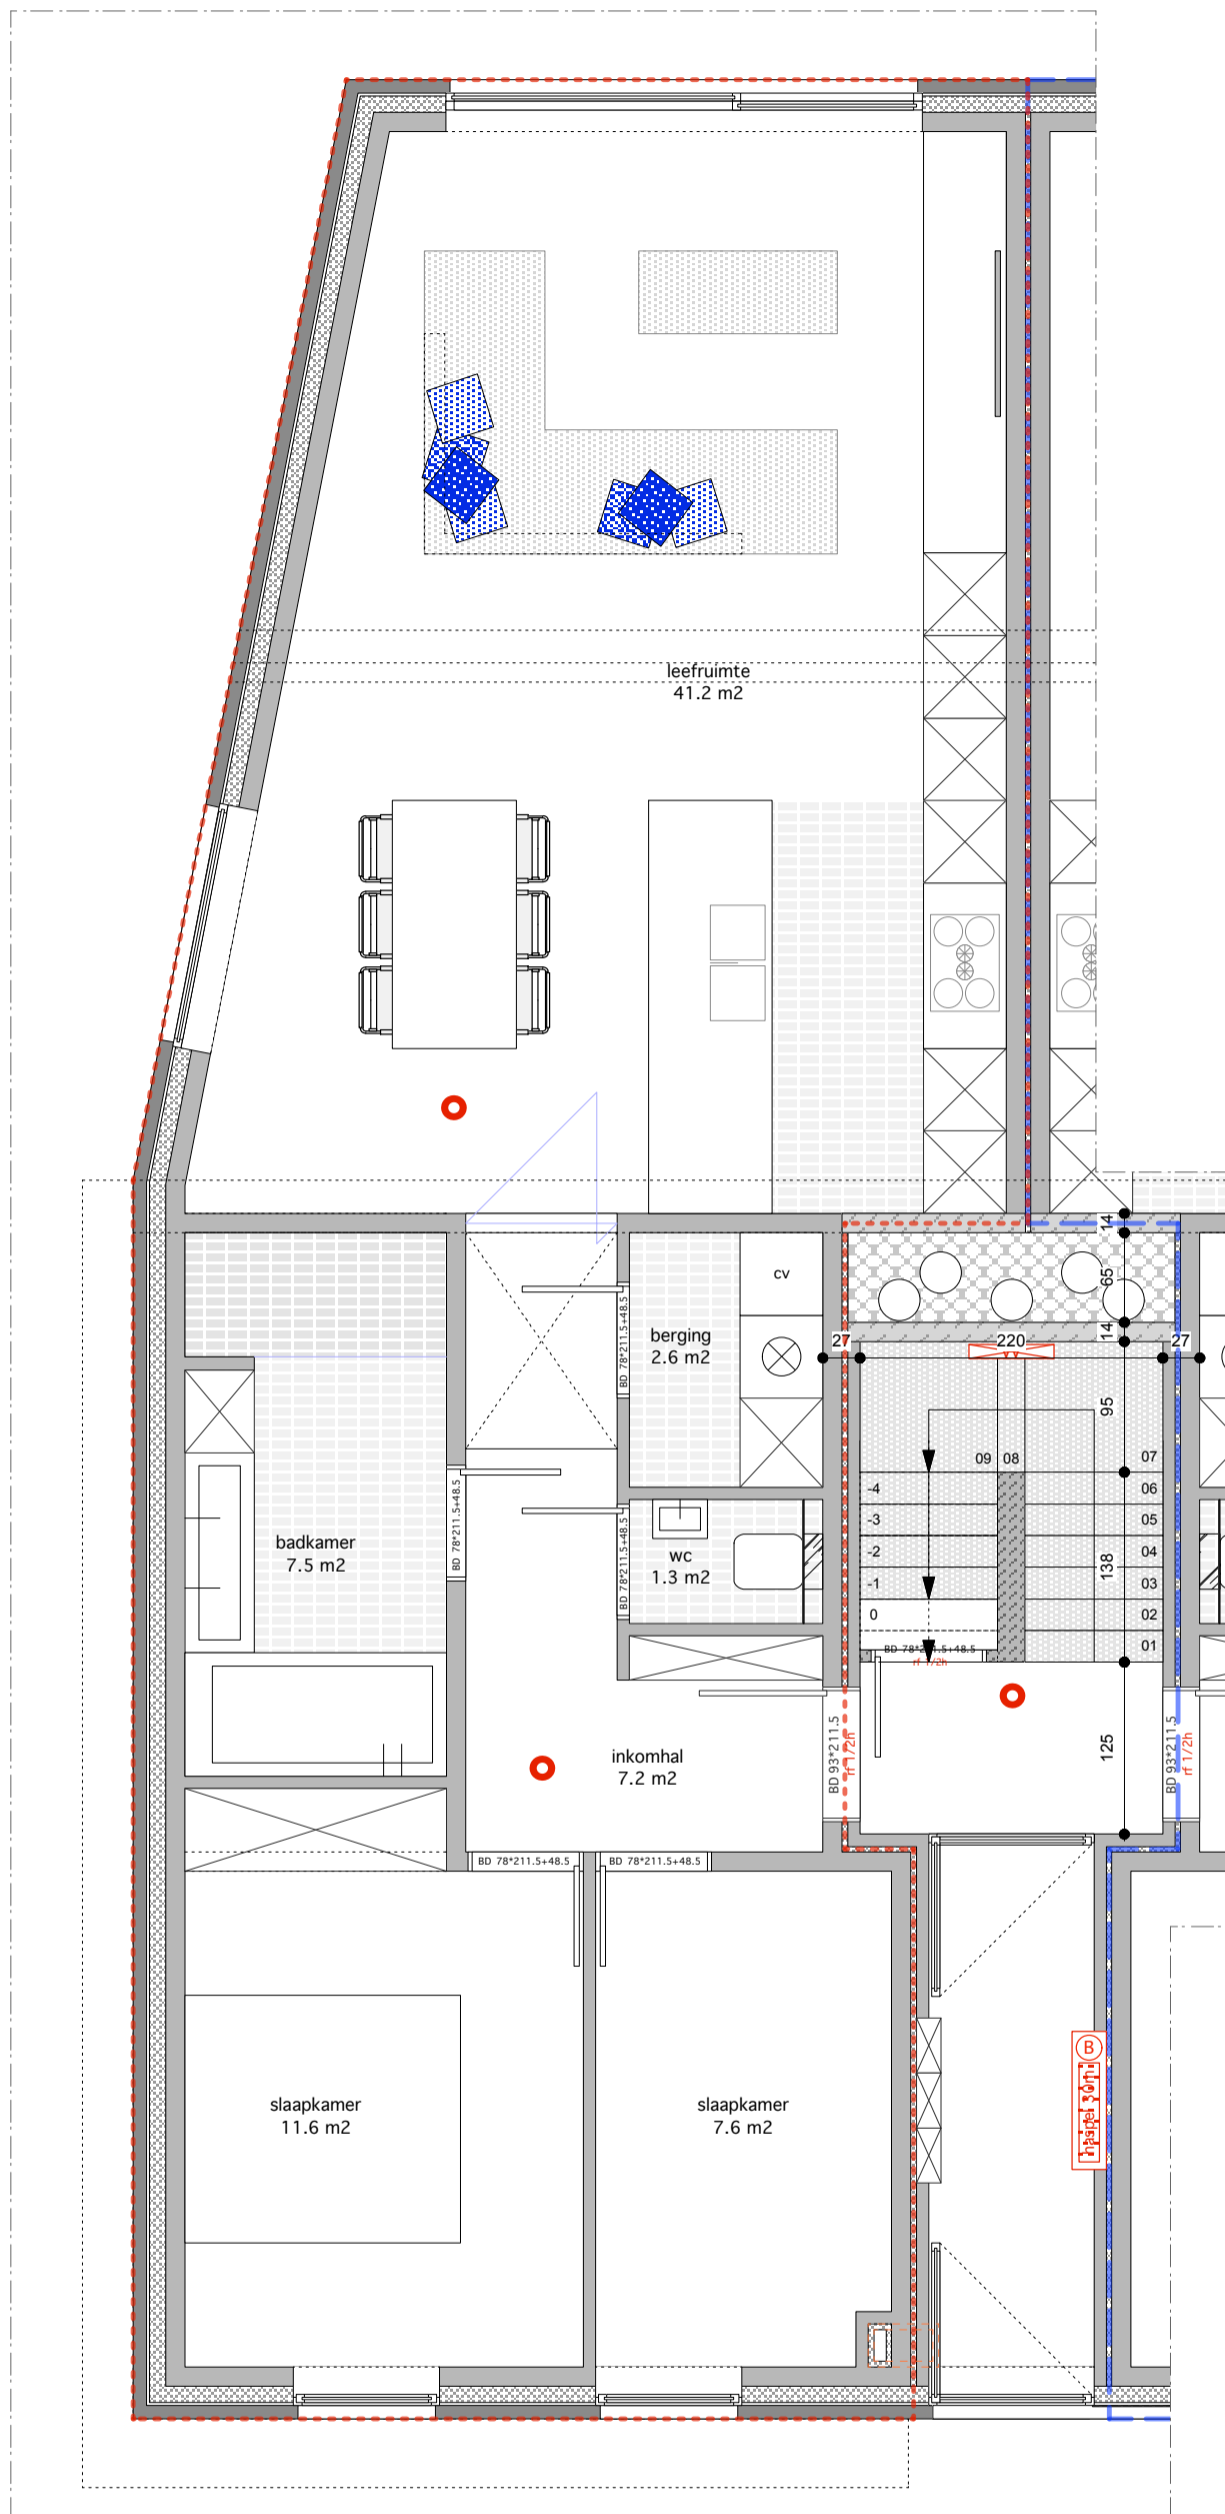 leefruimte
41.2 m2
14
65
14
27
220
27
cv
berging
2.6 m2
BD 78*211.5+48.5
95
09
08
07
-4
06
-3
05
-2
04
-1
03
0
02
01
138
badkamer
7.5 m2
BD 78*211.5+48.5
BD 78*211.5+48.5
wc
1.3 m2
BD 78*211.5+48.5
rf 1/2h
inkomhal
7.2 m2
BD 93*211.5
rf 1/2h
125
BD 93*211.5
rf 1/2h
BD 78*211.5+48.5
BD 78*211.5+48.5
B
haspel 30m
slaapkamer
11.6 m2
slaapkamer
7.6 m2